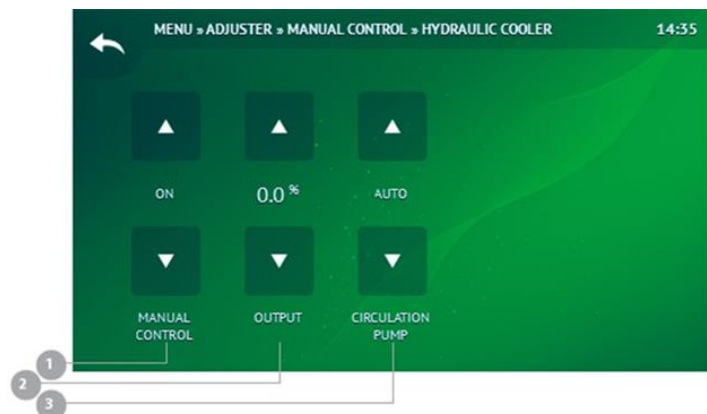 MENU » ADJUSTER » MANUAL CONTROL » HYDRAULIC COOLER 14:35
ON 0.0 % AUTO
MANUAL CONTROL
OUTPUT
CIRCULATION PUMP
1
2
3